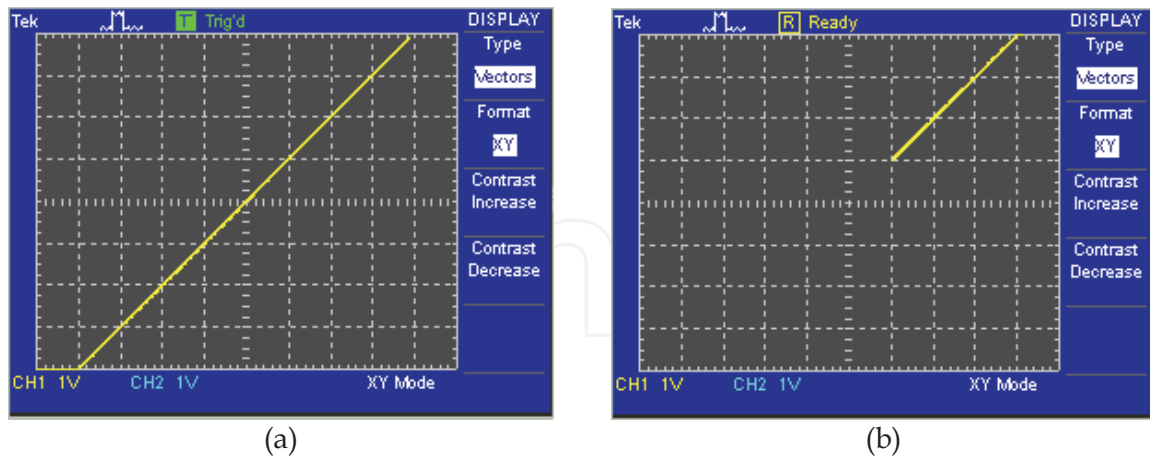 Tek T Trig'd DISPLAY
Type
Vectors
Format
XY
Contrast
Increase
Contrast
Decrease
CH1 1V CH2 1V XY Mode
(a)
Tek R Ready DISPLAY
Type
Vectors
Format
XY
Contrast
Increase
Contrast
Decrease
CH1 1V CH2 1V XY Mode
(b)